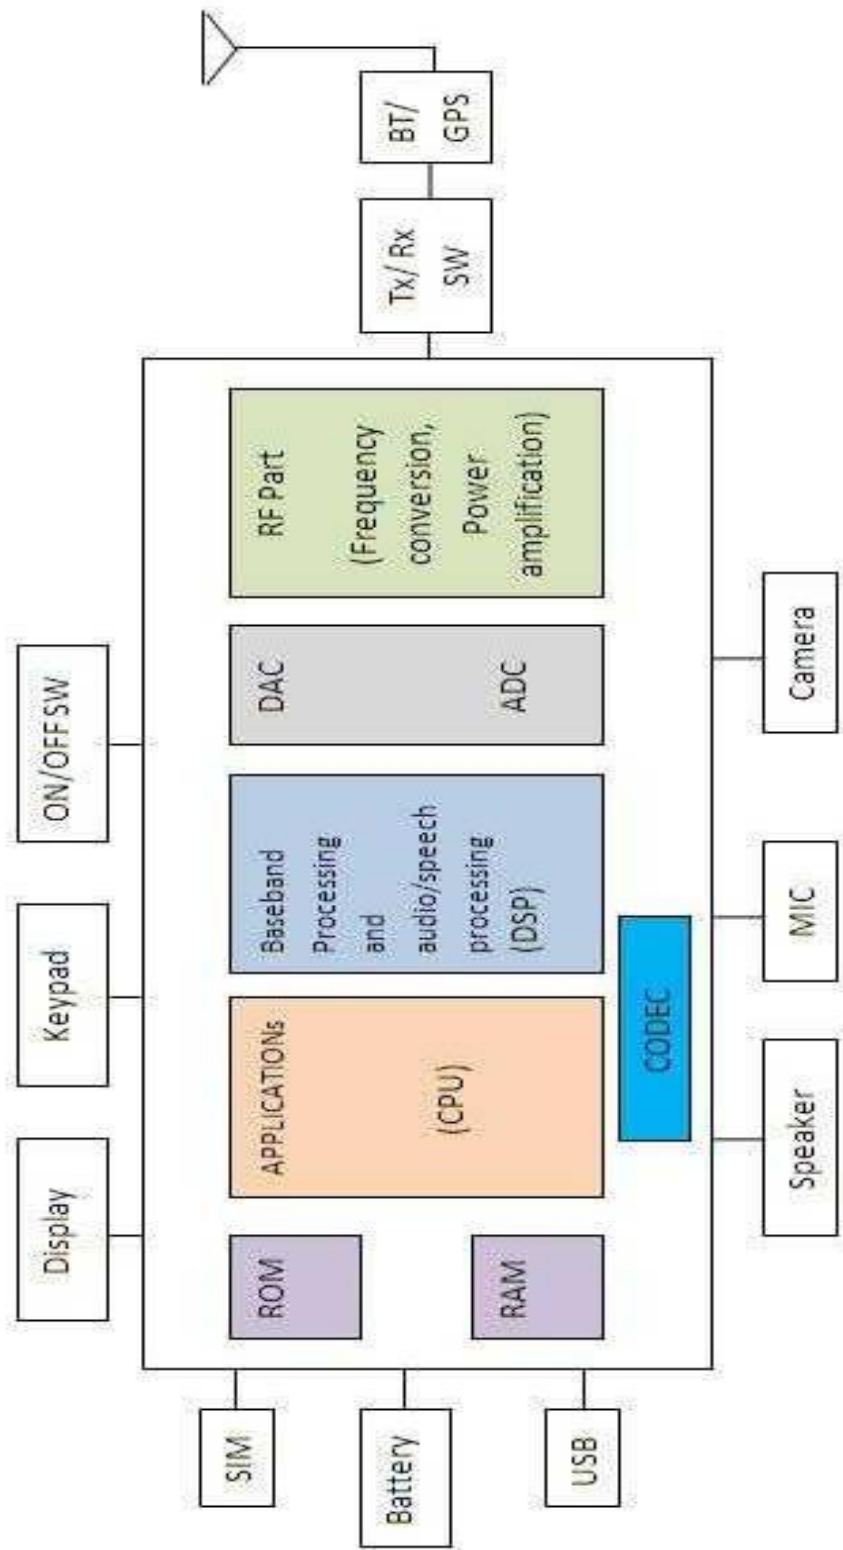 Display
Keypad
ON/OFF SW
SIM
Battery
USB
ROM
RAM
APPLICATIONs
(CPU)
Baseband
Processing
and
audio/speech
processing
(DSP)
DAC
ADC
RF Part
(Frequency
conversion,
Power
amplification)
CODEC
Tx/ Rx
SW
BT/
GPS
Speaker
MIC
Camera